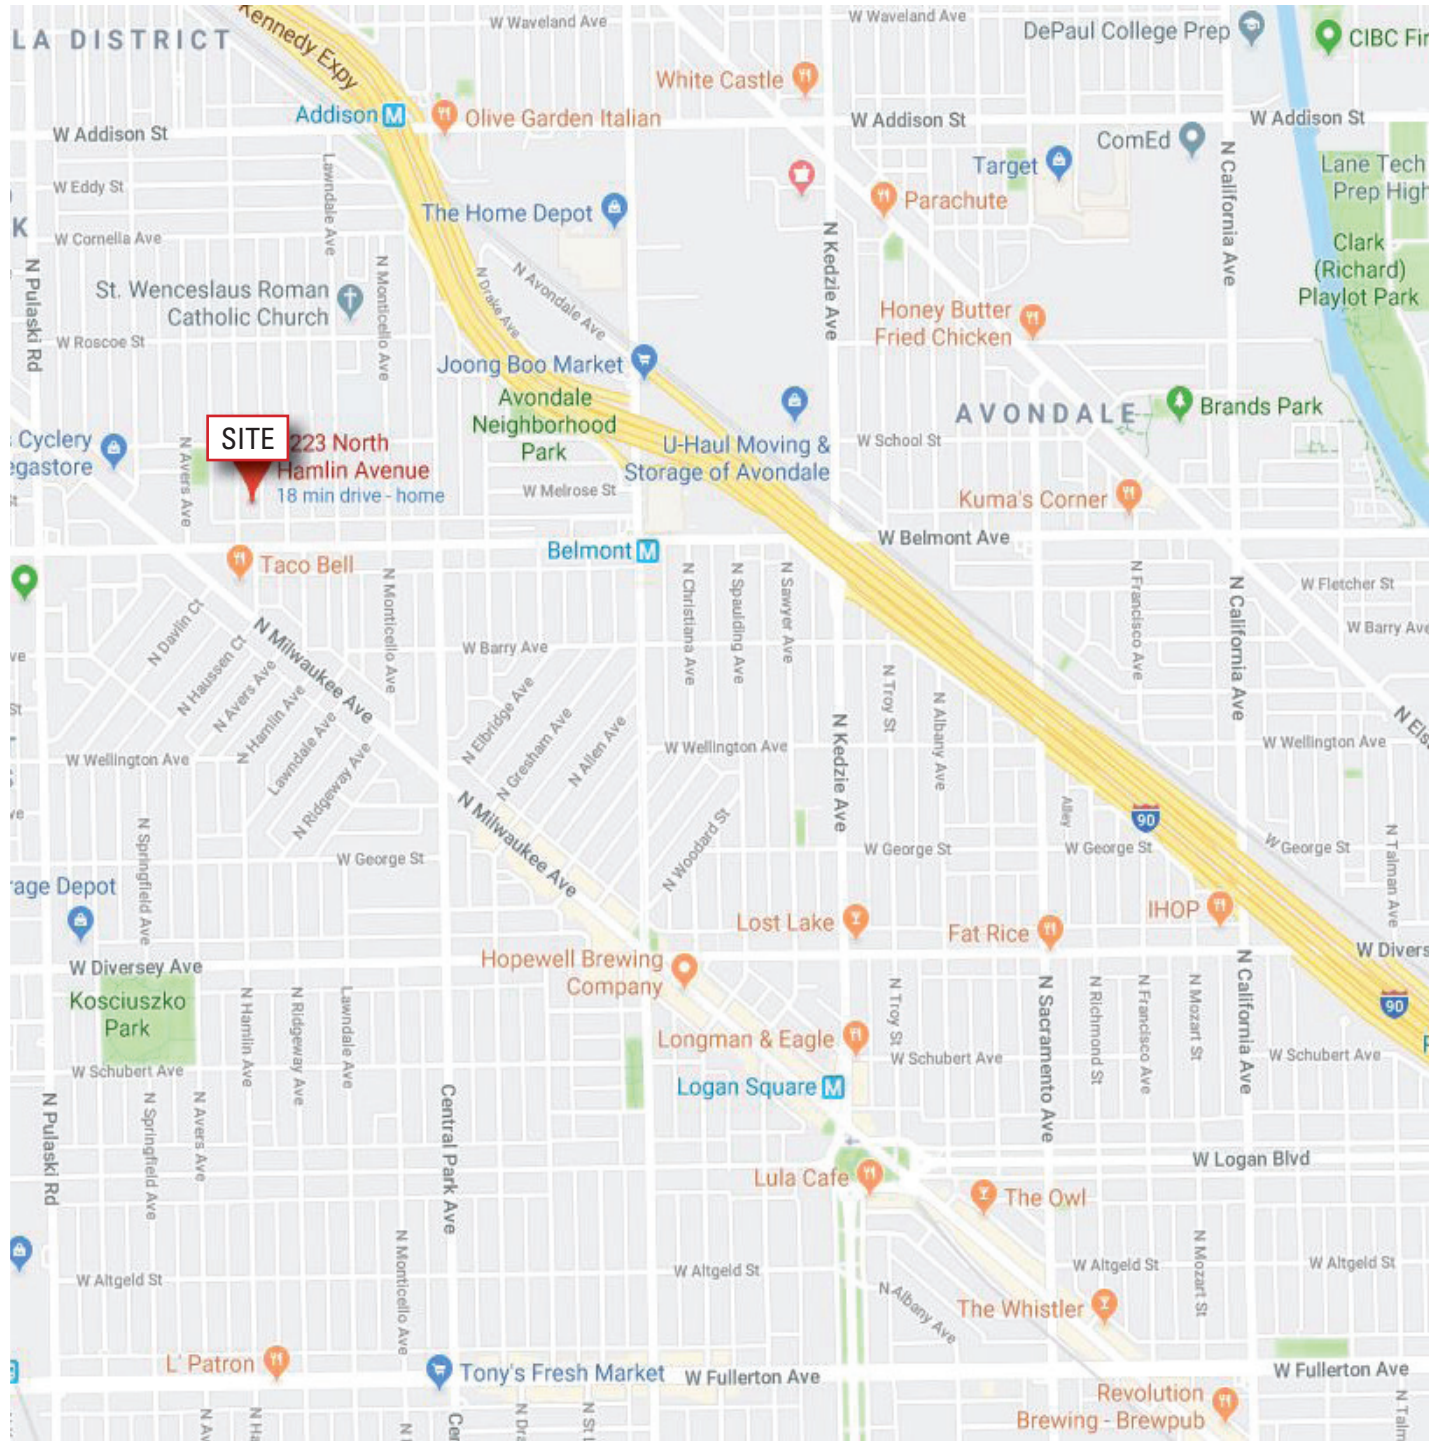 W Waveland Ave
W Waveland Ave
DePaul College Prep
CIBC Fir
LA DISTRICT
Kennedy Expy
White Castle
Addison M
Olive Garden Italian
W Addison St
W Addison St
W Addison St
ComEd
Target
Lane Tech
Prep High
N California Ave
Lawndale Ave
W Eddy St
Parachute
The Home Depot
K
W Cornelia Ave
N Kedzie Ave
Clark
(Richard)
Playlot Park
N Pulaski Rd
St. Wenceslaus Roman
Catholic Church
N Monticello Ave
N Drake Ave
N Avondale Ave
Honey Butter
Fried Chicken
W Roscoe St
Joong Boo Market
Avondale
Neighborhood
Park
AVONDALE
Brands Park
SITE
223 North
Hamlin Avenue
18 min drive - home
Cyclery
egastore
N Avers Ave
U-Haul Moving &
Storage of Avondale
W School St
W Melrose St
Kuma's Corner
W Belmont Ave
Belmont M
Taco Bell
N Monticello Ave
N Christiana Ave
N Spaulding Ave
N Sawyer Ave
N Francisco Ave
N California Ave
W Fletcher St
W Barry Ave
N Davlin Ct
N Haussen Ct
N Avers Ave
N Hamlin Ave
Lawndale Ave
N Ridgeway Ave
N Milwaukee Ave
W Barry Ave
N Elbridge Ave
N Gresham Ave
N Allen Ave
N Troy St
N Albany Ave
W Wellington Ave
W Wellington Ave
W Wellington Ave
N Els
N Kedzie Ave
N Milwaukee Ave
N Woodard St
Alley
90
N Springfield Ave
W George St
W George St
W George St
W George St
N Talman Ave
rage Depot
Lost Lake
Fat Rice
IHOP
W Divers
W Diversey Ave
Hopewell Brewing
Company
Kosciuszko
Park
N Hamlin Ave
N Ridgeway Ave
Lawndale Ave
N Troy St
N Sacramento Ave
N Richmond St
N Francisco Ave
N Mozart St
N California Ave
90
Longman & Eagle
W Schubert Ave
W Schubert Ave
W Schubert Ave
Logan Square M
N Pulaski Rd
N Springfield Ave
N Avers Ave
Central Park Ave
W Logan Blvd
Lula Cafe
The Owl
N Monticello Ave
W Altgeld St
W Altgeld St
W Altgeld St
W Altgeld St
N Mozart St
N Albany Ave
The Whistler
L' Patron
Tony's Fresh Market
W Fullerton Ave
W Fullerton Ave
Revolution
Brewing - Brewpub
N Av
N Ha
Cer
N Dra
N St L
N Talm